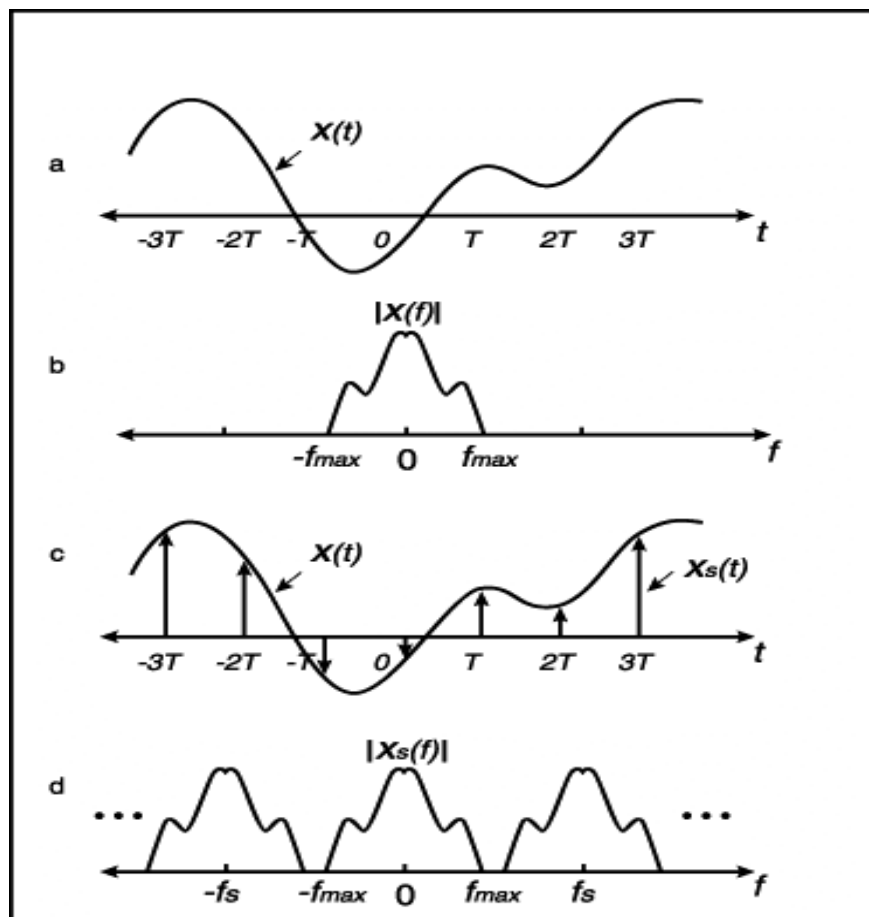 a
x(t)
-3T -2T -T 0 T 2T 3T t
|X(f)|
b
-fmax 0 fmax f
c
x(t)
xs(t)
-3T -2T -T 0 T 2T 3T t
|Xs(f)|
d
••• •••
-fs -fmax 0 fmax fs f